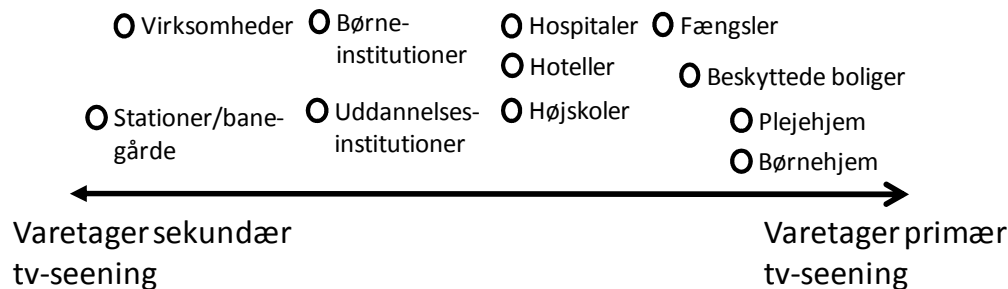 Virksomheder
Børne-
institutioner
Hospitaler
Fængsler
Hoteller
Beskyttede boliger
Stationer/bane-
gårde
Uddannelses-
institutioner
Højskoler
Plejehjem
Børnehjem
Varetager sekundær
tv-seening
Varetager primær
tv-seening